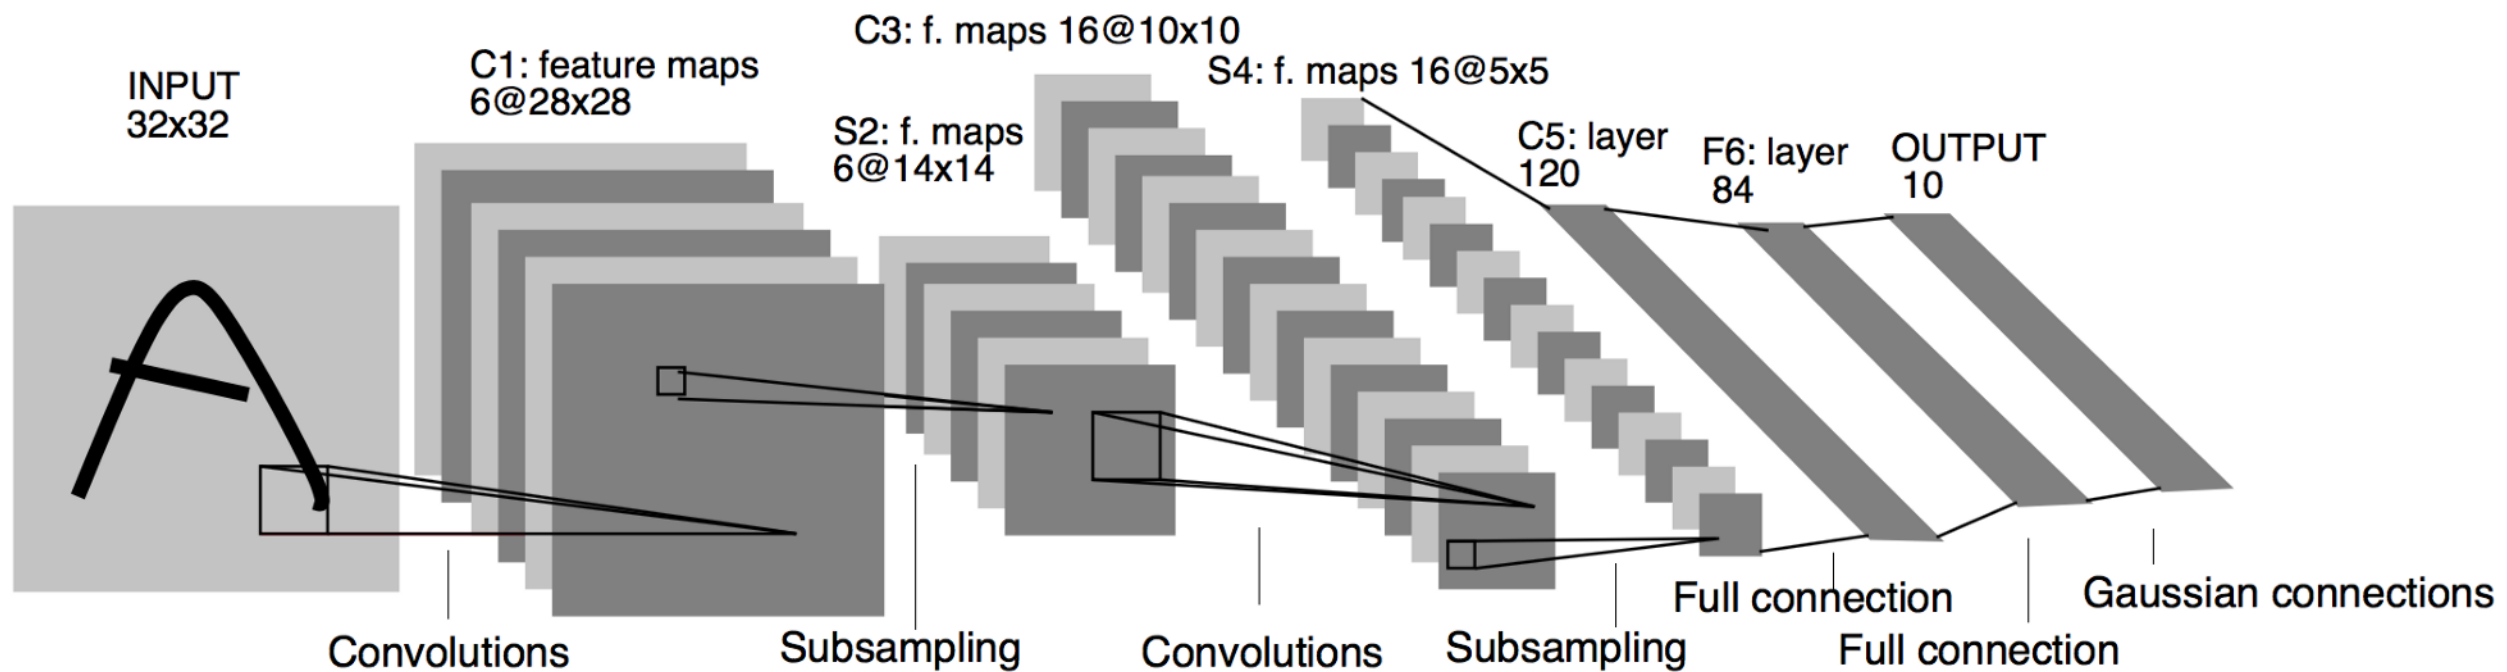 INPUT
32x32
C1: feature maps
6@28x28
S2: f. maps
6@14x14
C3: f. maps 16@10x10
S4: f. maps 16@5x5
C5: layer
120
F6: layer
84
OUTPUT
10
Convolutions
Subsampling
Convolutions
Subsampling
Full connection
Full connection
Gaussian connections